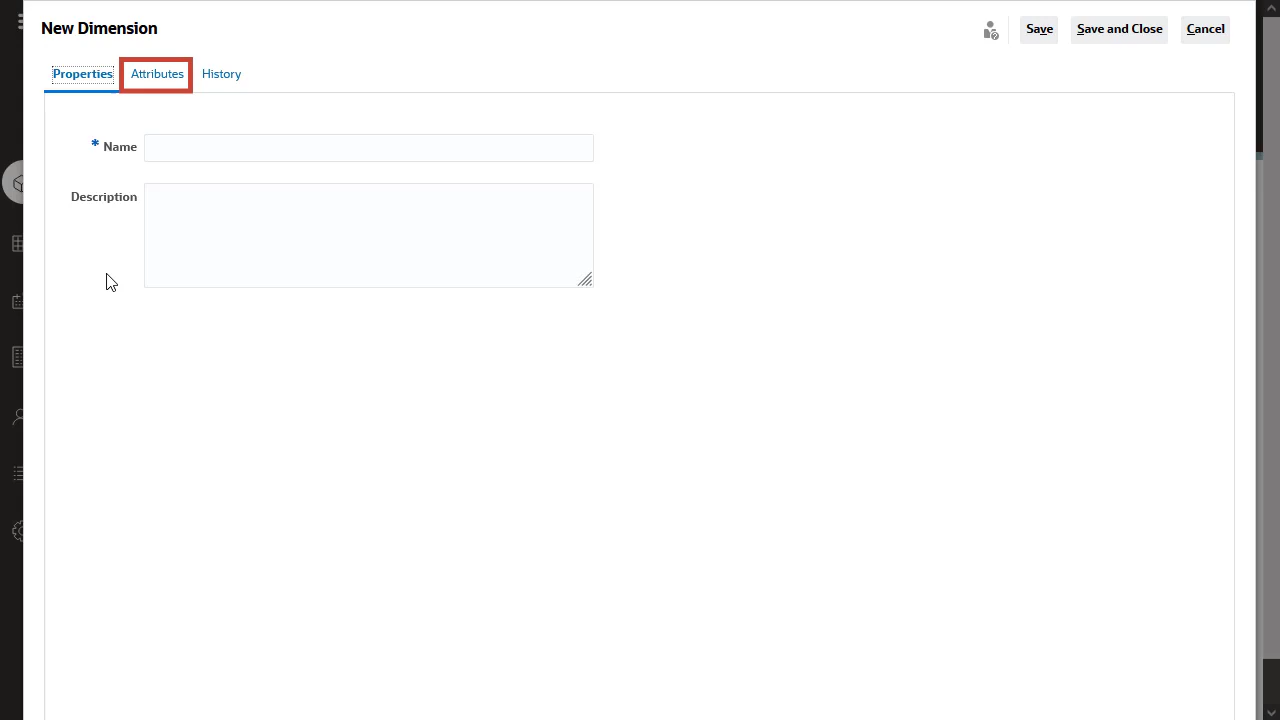 New Dimension
Save
Save and Close
Cancel
Properties
Attributes
History
* Name
Description